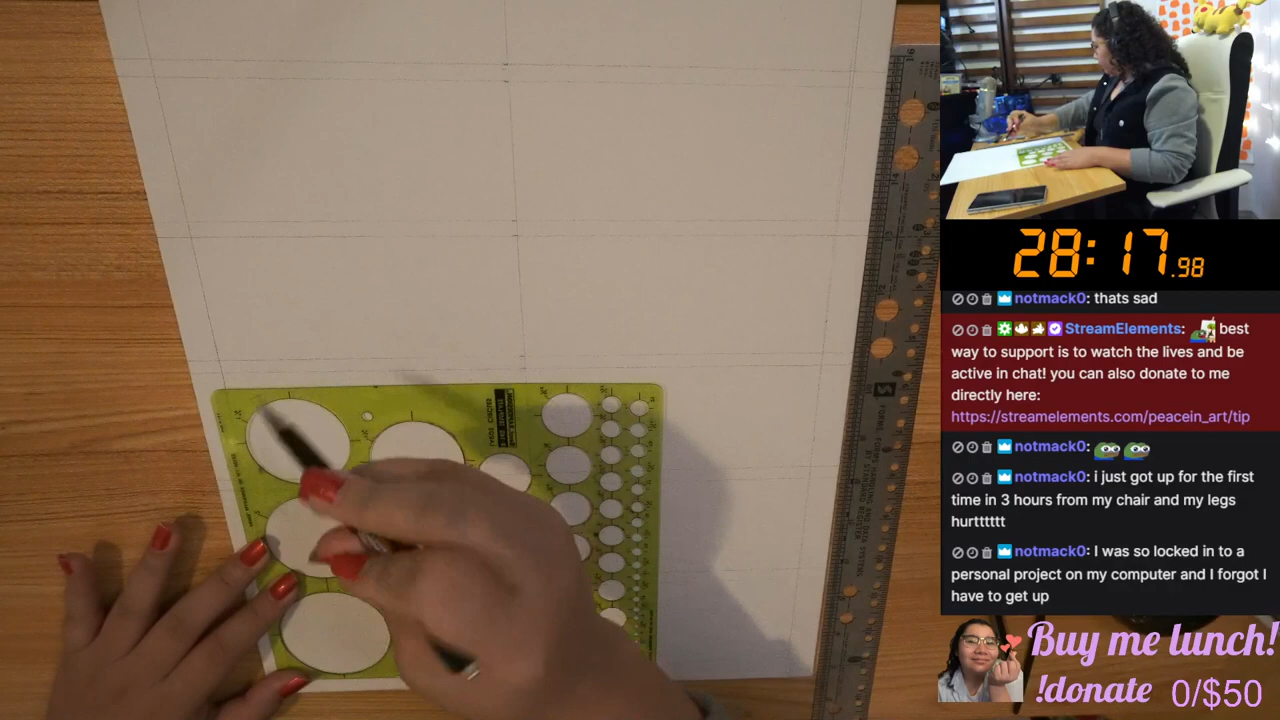 28:17.98
notmack0: thats sad
StreamElements: best
way to support is to watch the lives and be
active in chat! you can also donate to me
directly here:
https://streamelements.com/peacein_art/tip
notmack0:
notmack0: i just got up for the first
time in 3 hours from my chair and my legs
hurtttttt
notmack0: I was so locked in to a
personal project on my computer and I forgot I
have to get up
Buy me lunch!
!donate 0/$50